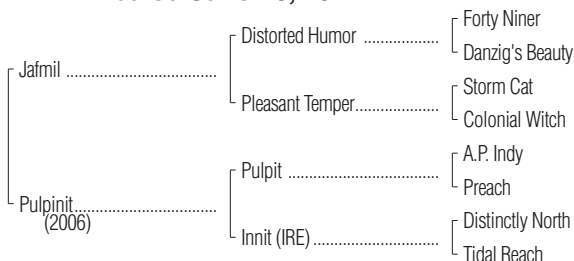 Forty Niner
Distorted Humor
Danzig's Beauty
Jafmil
Storm Cat
Pleasant Temper
Colonial Witch
A.P. Indy
Pulpit
Preach
Pulpinit
(2006)
Distinctly North
Innit (IRE)
Tidal Reach